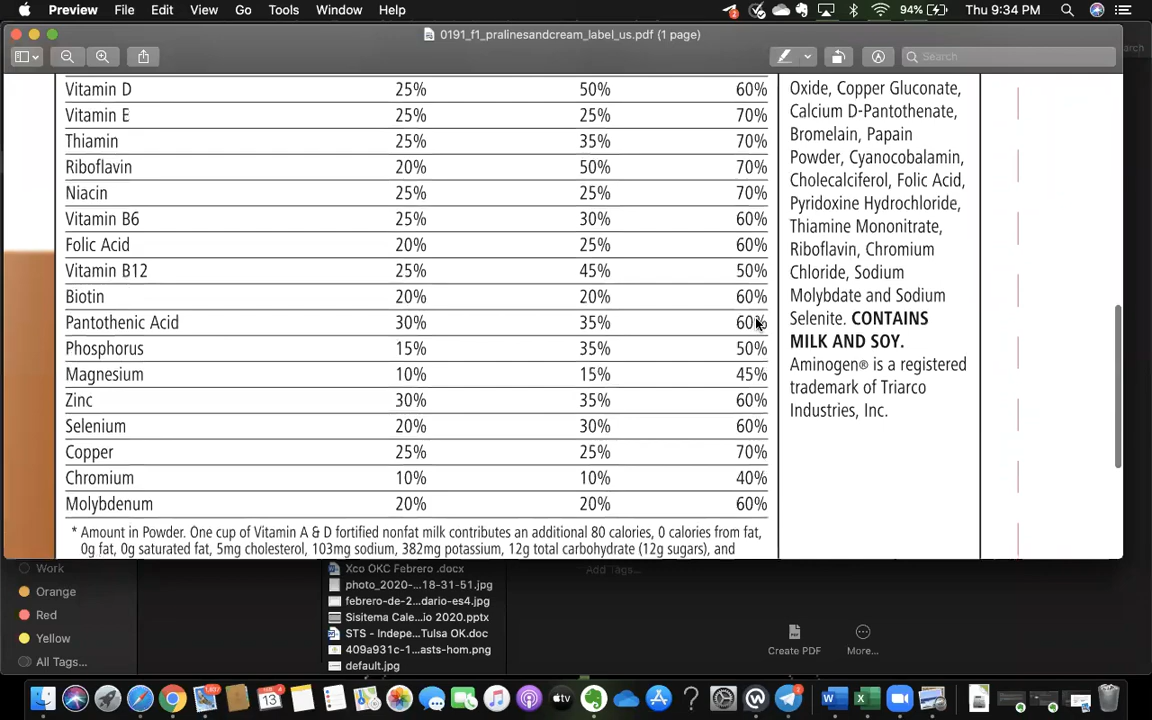 Preview File Edit View Go Tools Window Help
94% Thu 9:34 PM
0191_f1_pralinesandcream_label_us.pdf (1 page)
Search
Vitamin D 25% 50% 60%
Vitamin E 25% 25% 70%
Thiamin 25% 35% 70%
Riboflavin 20% 50% 70%
Niacin 25% 25% 70%
Vitamin B6 25% 30% 60%
Folic Acid 20% 25% 60%
Vitamin B12 25% 45% 50%
Biotin 20% 20% 60%
Pantothenic Acid 30% 35% 60%
Phosphorus 15% 35% 50%
Magnesium 10% 15% 45%
Zinc 30% 35% 60%
Selenium 20% 30% 60%
Copper 25% 25% 70%
Chromium 10% 10% 40%
Molybdenum 20% 20% 60%
* Amount in Powder. One cup of Vitamin A & D fortified nonfat milk contributes an additional 80 calories, 0 calories from fat,
0g fat, 0g saturated fat, 5mg cholesterol, 103mg sodium, 382mg potassium, 12g total carbohydrate (12g sugars), and
Oxide, Copper Gluconate,
Calcium D-Pantothenate,
Bromelain, Papain
Powder, Cyanocobalamin,
Cholecalciferol, Folic Acid,
Pyridoxine Hydrochloride,
Thiamine Mononitrate,
Riboflavin, Chromium
Chloride, Sodium
Molybdate and Sodium
Selenite. CONTAINS
MILK AND SOY.
Aminogen® is a registered
trademark of Triarco
Industries, Inc.
Work
Orange
Red
Yellow
All Tags...
Xco OKC Febrero .docx
photo_2020-...18-31-51.jpg
febrero-de-2...dario-es4.jpg
Sisitema Cale...io 2020.pptx
STS - Indepe...Tulsa OK.doc
409a931c-1...asts-hom.png
default.jpg
Add Tags...
Create PDF
More...